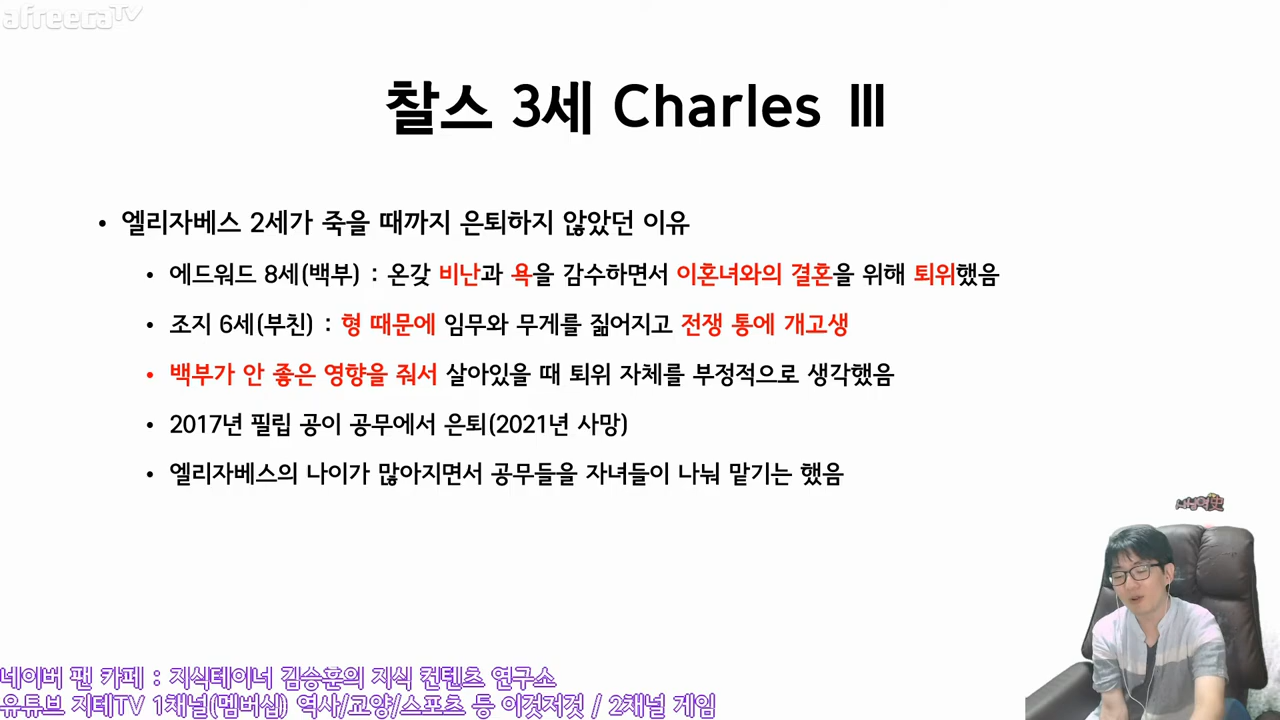 afreecaTV
찰스 3세 Charles Ⅲ
• 엘리자베스 2세가 죽을 때까지 은퇴하지 않았던 이유
• 에드워드 8세(백부) : 온갖 비난과 욕을 감수하면서 이혼녀와의 결혼을 위해 퇴위했음
• 조지 6세(부친) : 형 때문에 임무와 무게를 짊어지고 전쟁 통에 개고생
• 백부가 안 좋은 영향을 줘서 살아있을 때 퇴위 자체를 부정적으로 생각했음
• 2017년 필립 공이 공무에서 은퇴(2021년 사망)
• 엘리자베스의 나이가 많아지면서 공무들을 자녀들이 나눠 맡기는 했음
네이버 팬 카페 : 지식테이너 김승훈의 지식 컨텐츠 연구소
유튜브 지테TV 1채널(멤버십) 역사/교양/스포츠 등 이것저것 / 2채널 게임